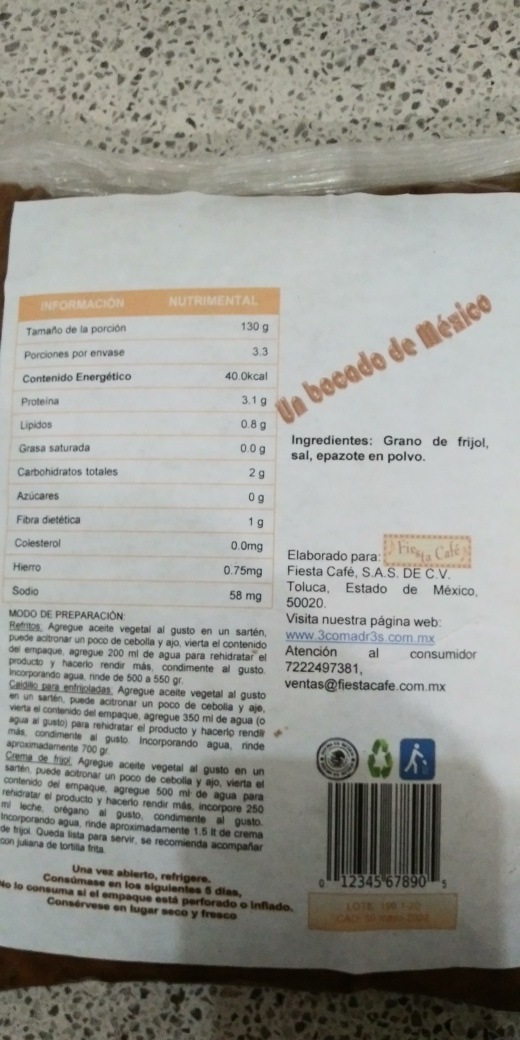 INFORMACIÓN NUTRIMENTAL
Tamaño de la porción 130 g
Porciones por envase 3.3
Contenido Energético 40.0kcal
Proteína 3.1 g
Lípidos 0.8 g
Grasa saturada 0.0 g
Carbohidratos totales 2 g
Azúcares 0 g
Fibra dietética 1 g
Colesterol 0.0mg
Hierro 0.75mg
Sodio 58 mg
MODO DE PREPARACIÓN:
Refritos. Agregue aceite vegetal al gusto en un sartén,
puede acitronar un poco de cebolla y ajo, vierta el contenido
del empaque, agregue 200 ml de agua para rehidratar el
producto y hacerlo rendir más, condimente al gusto.
Incorporando agua, rinde de 500 a 550 gr.
Caldillo para enfrijoladas. Agregue aceite vegetal al gusto
en un sartén, puede acitronar un poco de cebolla y ajo,
vierta el contenido del empaque, agregue 350 ml de agua (o
agua al gusto) para rehidratar el producto y hacerlo rendir
más, condimente al gusto. Incorporando agua, rinde
aproximadamente 700 gr.
Crema de frijol. Agregue aceite vegetal al gusto en un
sartén, puede acitronar un poco de cebolla y ajo, vierta el
contenido del empaque, agregue 500 ml de agua para
rehidratar el producto y hacerlo rendir más, incorpore 250
ml leche, orégano al gusto, condimente al gusto.
Incorporando agua, rinde aproximadamente 1.5 lt de crema
de frijol. Queda lista para servir, se recomienda acompañar
con juliana de tortilla frita.
Una vez abierto, refrigere.
Consúmase en los siguientes 5 días,
No lo consuma si el empaque está perforado o inflado.
Consérvese en lugar seco y fresco
Un bocado de México
Ingredientes: Grano de frijol,
sal, epazote en polvo.
Elaborado para: Fiesta Café
Fiesta Café, S.A.S. DE C.V.
Toluca, Estado de México,
50020.
Visita nuestra página web:
www.3comadr3s.com.mx
Atención al consumidor
7222497381,
ventas@fiestacafe.com.mx
0 12345 67890 5
LOTE